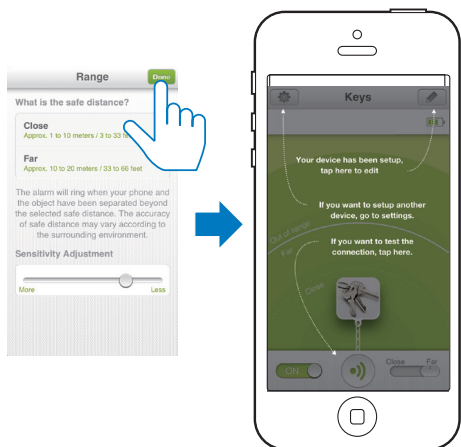 Range
Done
What is the safe distance?
Close
Approx. 1 to 10 meters / 3 to 33
Far
Approx. 10 to 20 meters / 33 to 66 feet
The alarm will ring when your phone and
the object have been separated beyond
the selected safe distance. The accuracy
of safe distance may vary according to
the surrounding environment.
Sensitivity Adjustment
More
Less
Keys
Your device has been setup,
tap here to edit
If you want to setup another
device, go to settings.
Out of range
If you want to test the
connection, tap here.
Far
Close
ON
Close
Far